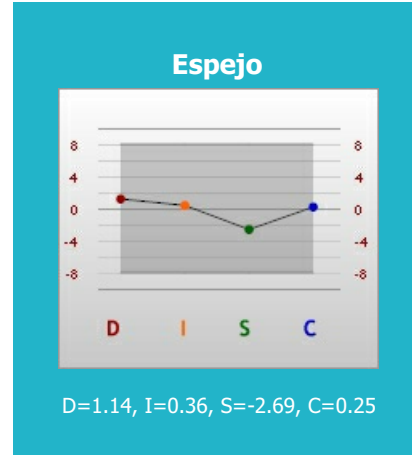 Espejo
8 8
4 4
0 0
-4 -4
-8 -8
D I S C
D=1.14, I=0.36, S=-2.69, C=0.25